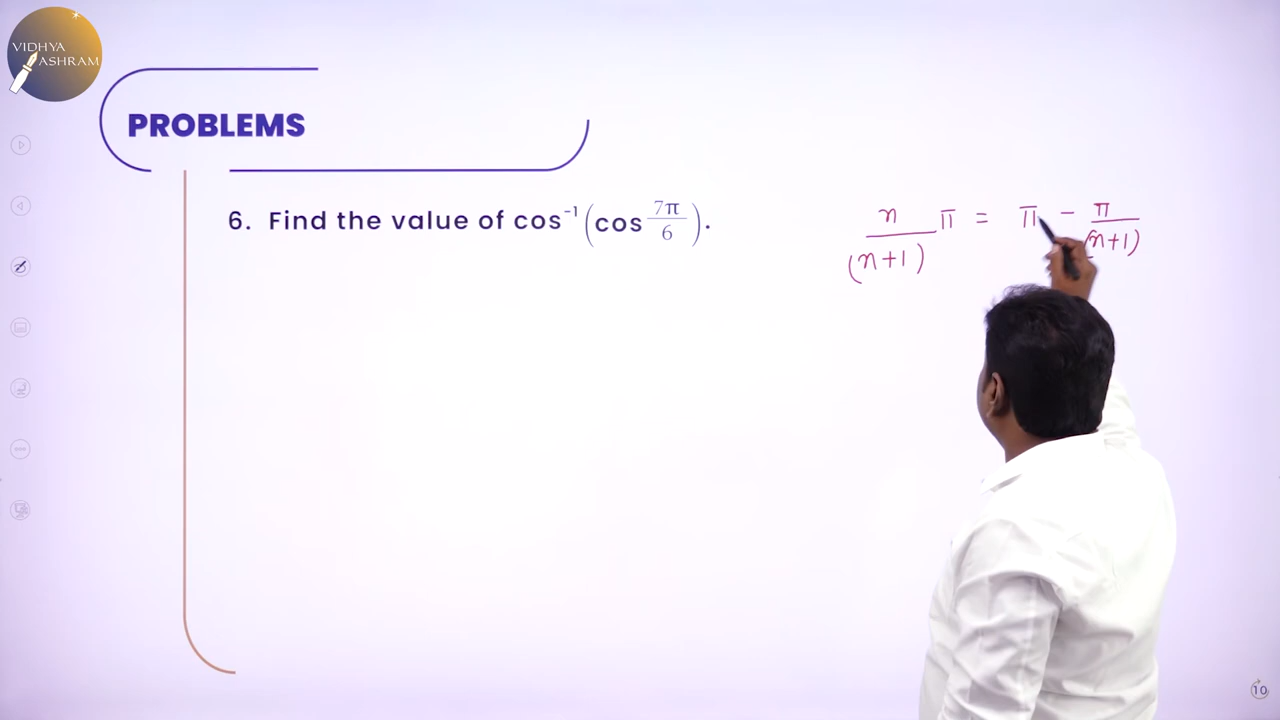 VIDHYA
ASHRAM
PROBLEMS
6. Find the value of cos⁻¹(cos 7π/6).
n/(n+1) π = π - π/(n+1)
10